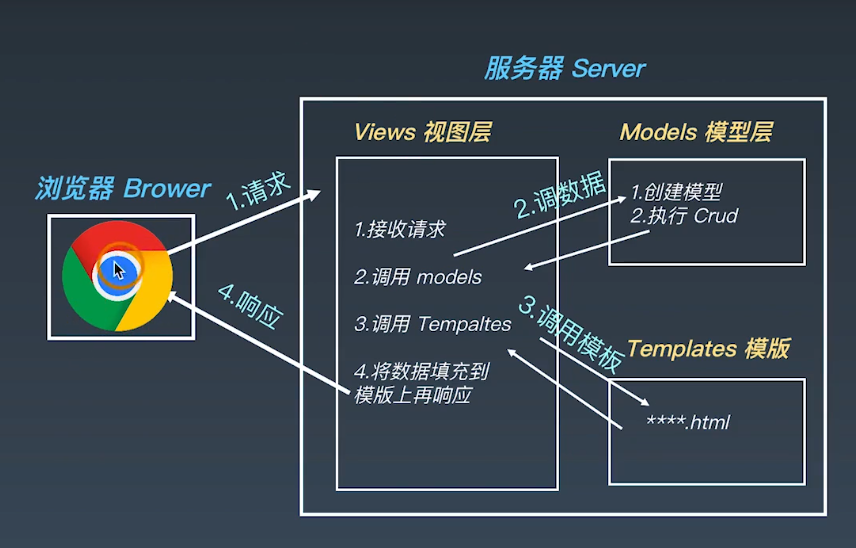 服务器 Server
Views 视图层
Models 模型层
浏览器 Brower
1.请求
2.调数据
1.创建模型
2.执行 Crud
1.接收请求
2.调用 models
4.响应
3.调用 Tempaltes
3.调用模板
Templates 模版
4.将数据填充到
模版上再响应
****.html